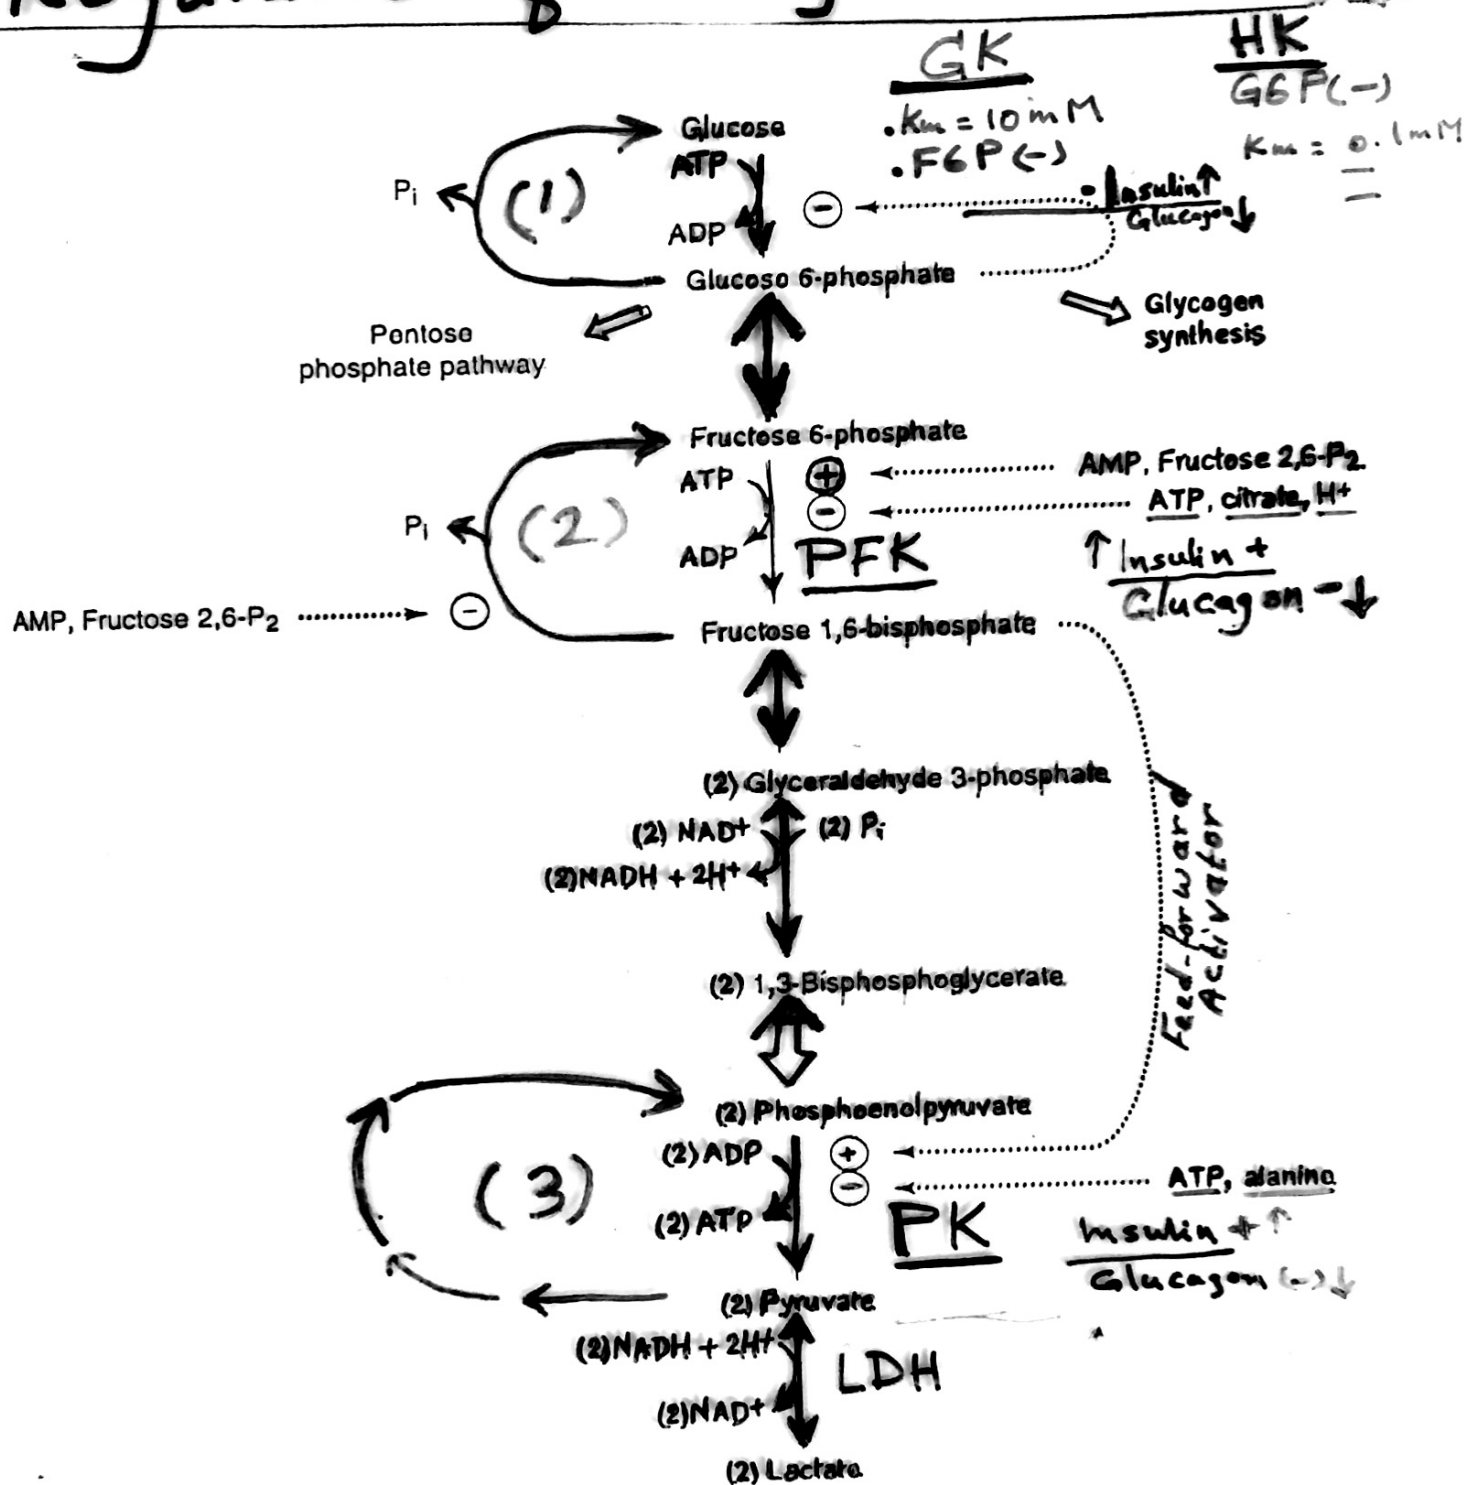 GK
HK
G6P(-)
.Km = 10 mM
Km = 0.1mM
.F6P(-)
Glucose
ATP
Pi
(1)
-
. Insulin↑
Glucagon↓
ADP
Glucoso 6-phosphate
Glycogen
synthesis
Pentose
phosphate pathway
Fructose 6-phosphate
ATP
+
AMP, Fructose 2,6-P2
-
ATP, citrate, H+
Pi
(2)
ADP
PFK
↑ Insulin +
Glucagon - ↓
AMP, Fructose 2,6-P2
-
Fructose 1,6-bisphosphate
(2) Glyceraldehyde 3-phosphate
(2) NAD+
(2) Pi
(2)NADH + 2H+
Feed-forward
Activator
(2) 1,3-Bisphosphoglycerate
(2) Phosphoenolpyruvate
(2) ADP
+
-
ATP, alanine
(3)
(2) ATP
PK
Insulin + ↑
Glucagon (-)↓
(2) Pyruvate
(2)NADH + 2H+
LDH
(2)NAD+
(2) Lactate